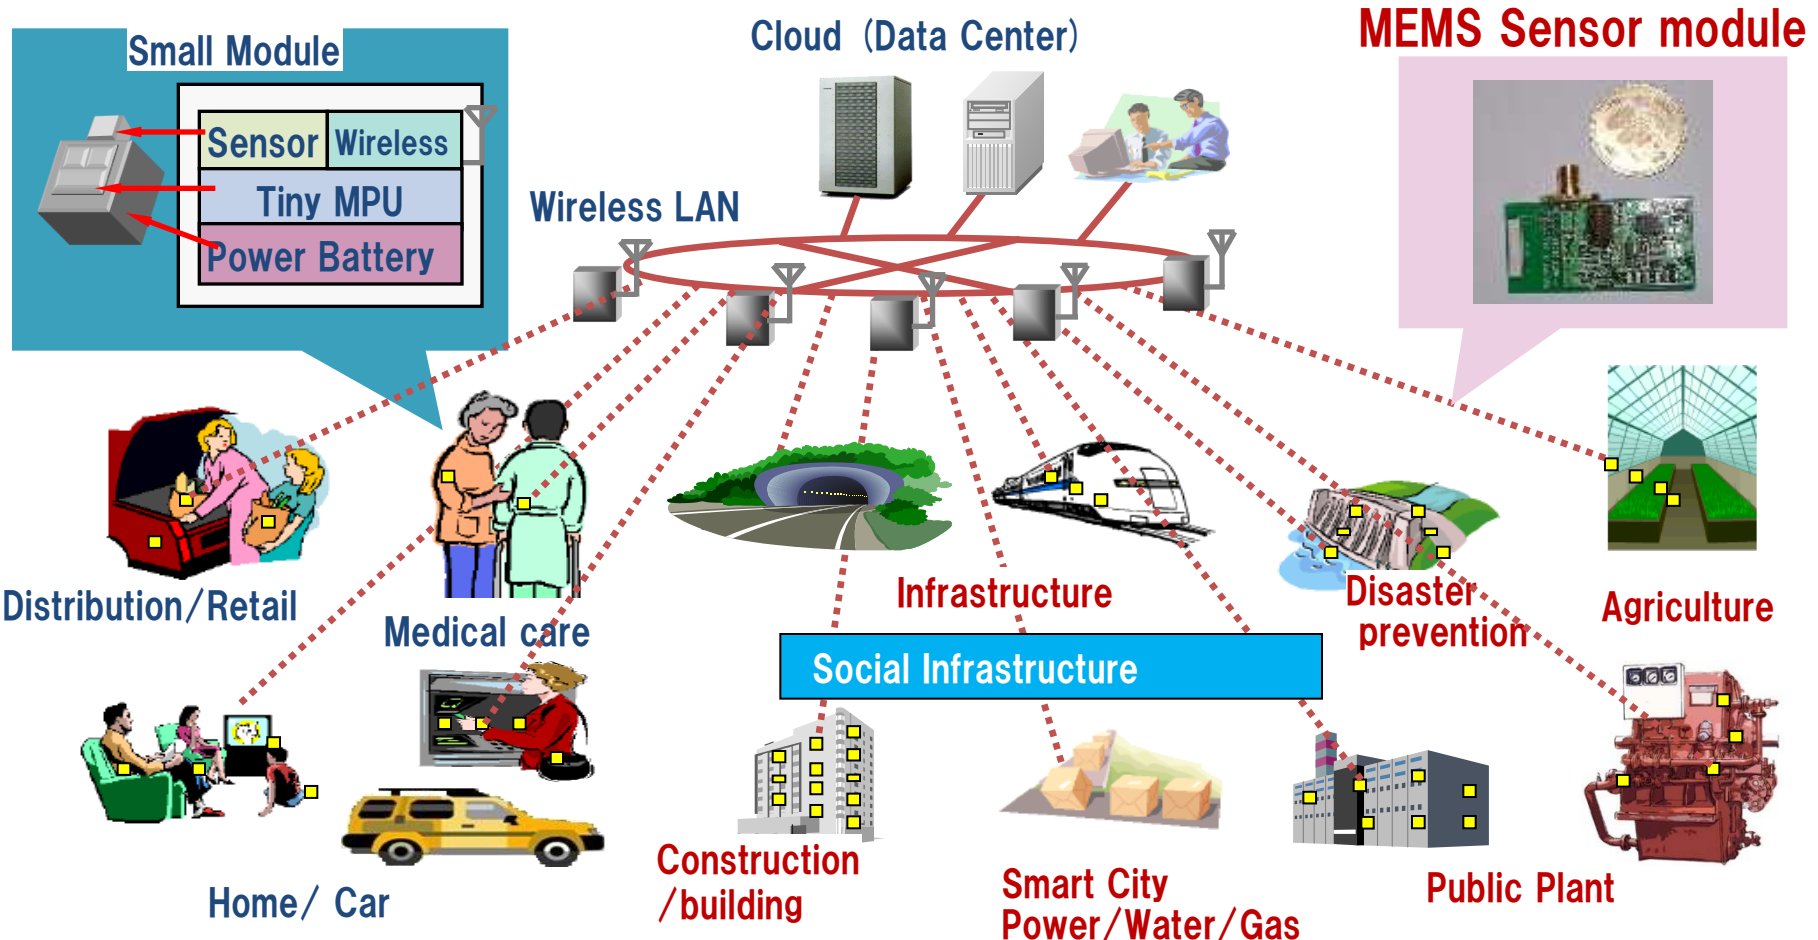 Small Module
Cloud (Data Center)
MEMS Sensor module
Sensor
Wireless
Tiny MPU
Power Battery
Wireless LAN
Distribution/Retail
Medical care
Infrastructure
Disaster
prevention
Agriculture
Social Infrastructure
Home/ Car
Construction
/building
Smart City
Power/Water/Gas
Public Plant